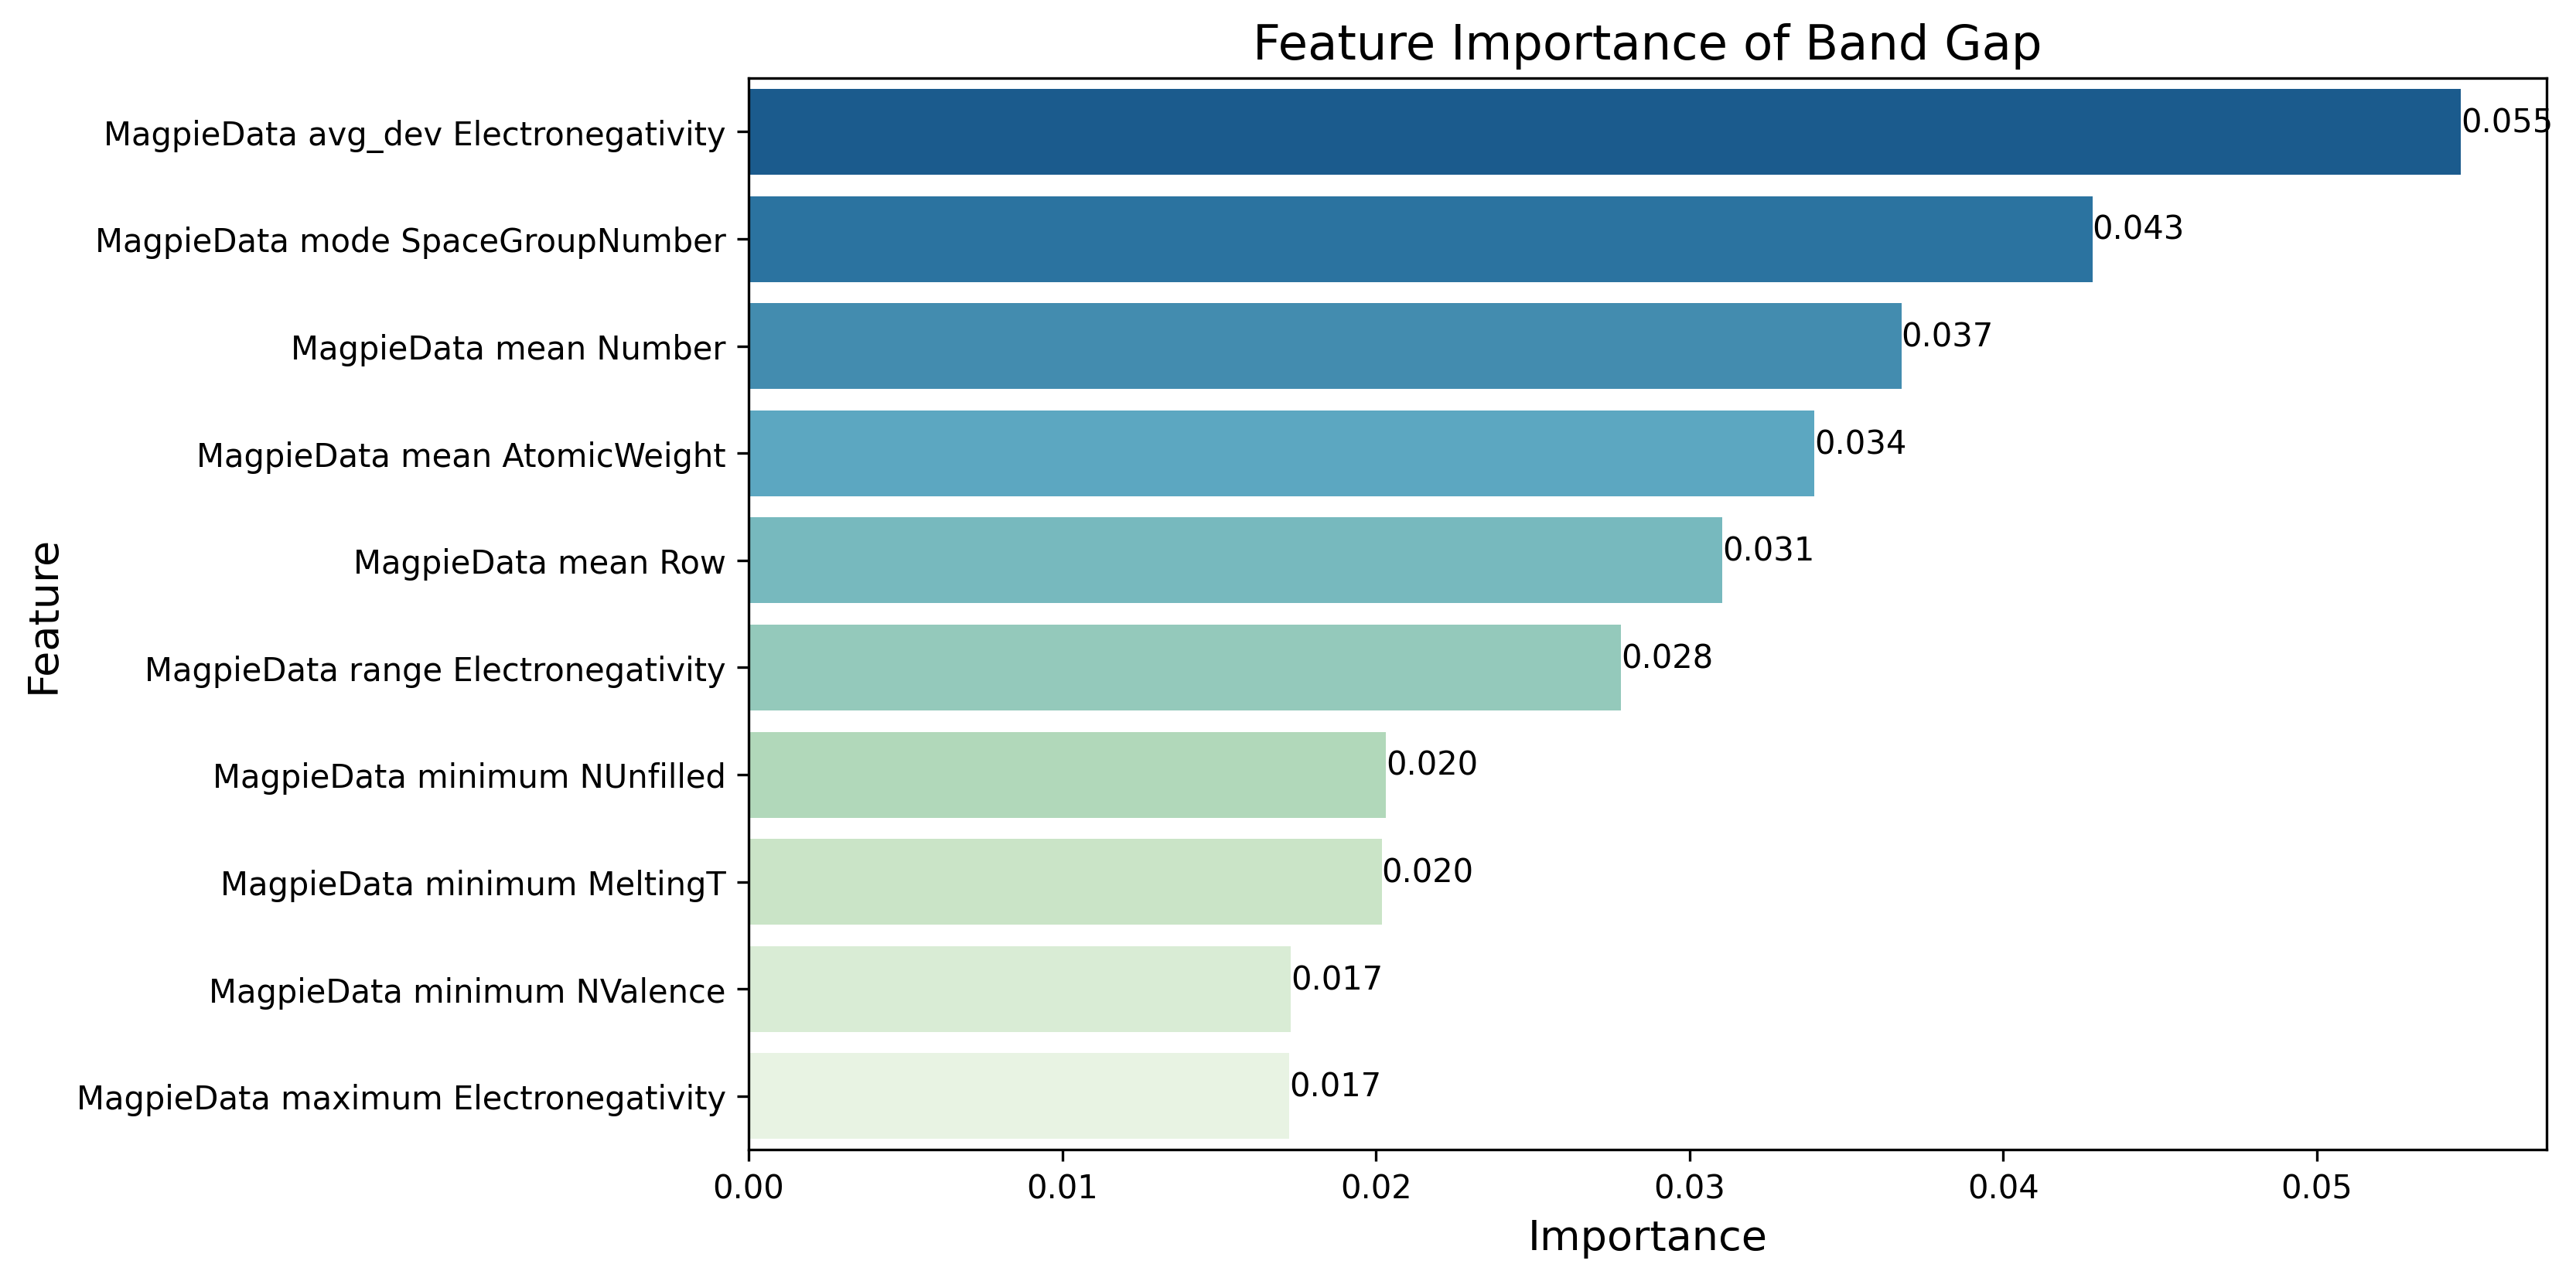 Feature Importance of Band Gap
MagpieData avg_dev Electronegativity
0.055
MagpieData mode SpaceGroupNumber
0.043
MagpieData mean Number
0.037
MagpieData mean AtomicWeight
0.034
MagpieData mean Row
0.031
MagpieData range Electronegativity
0.028
MagpieData minimum NUnfilled
0.020
MagpieData minimum MeltingT
0.020
MagpieData minimum NValence
0.017
MagpieData maximum Electronegativity
0.017
Feature
0.00 0.01 0.02 0.03 0.04 0.05
Importance